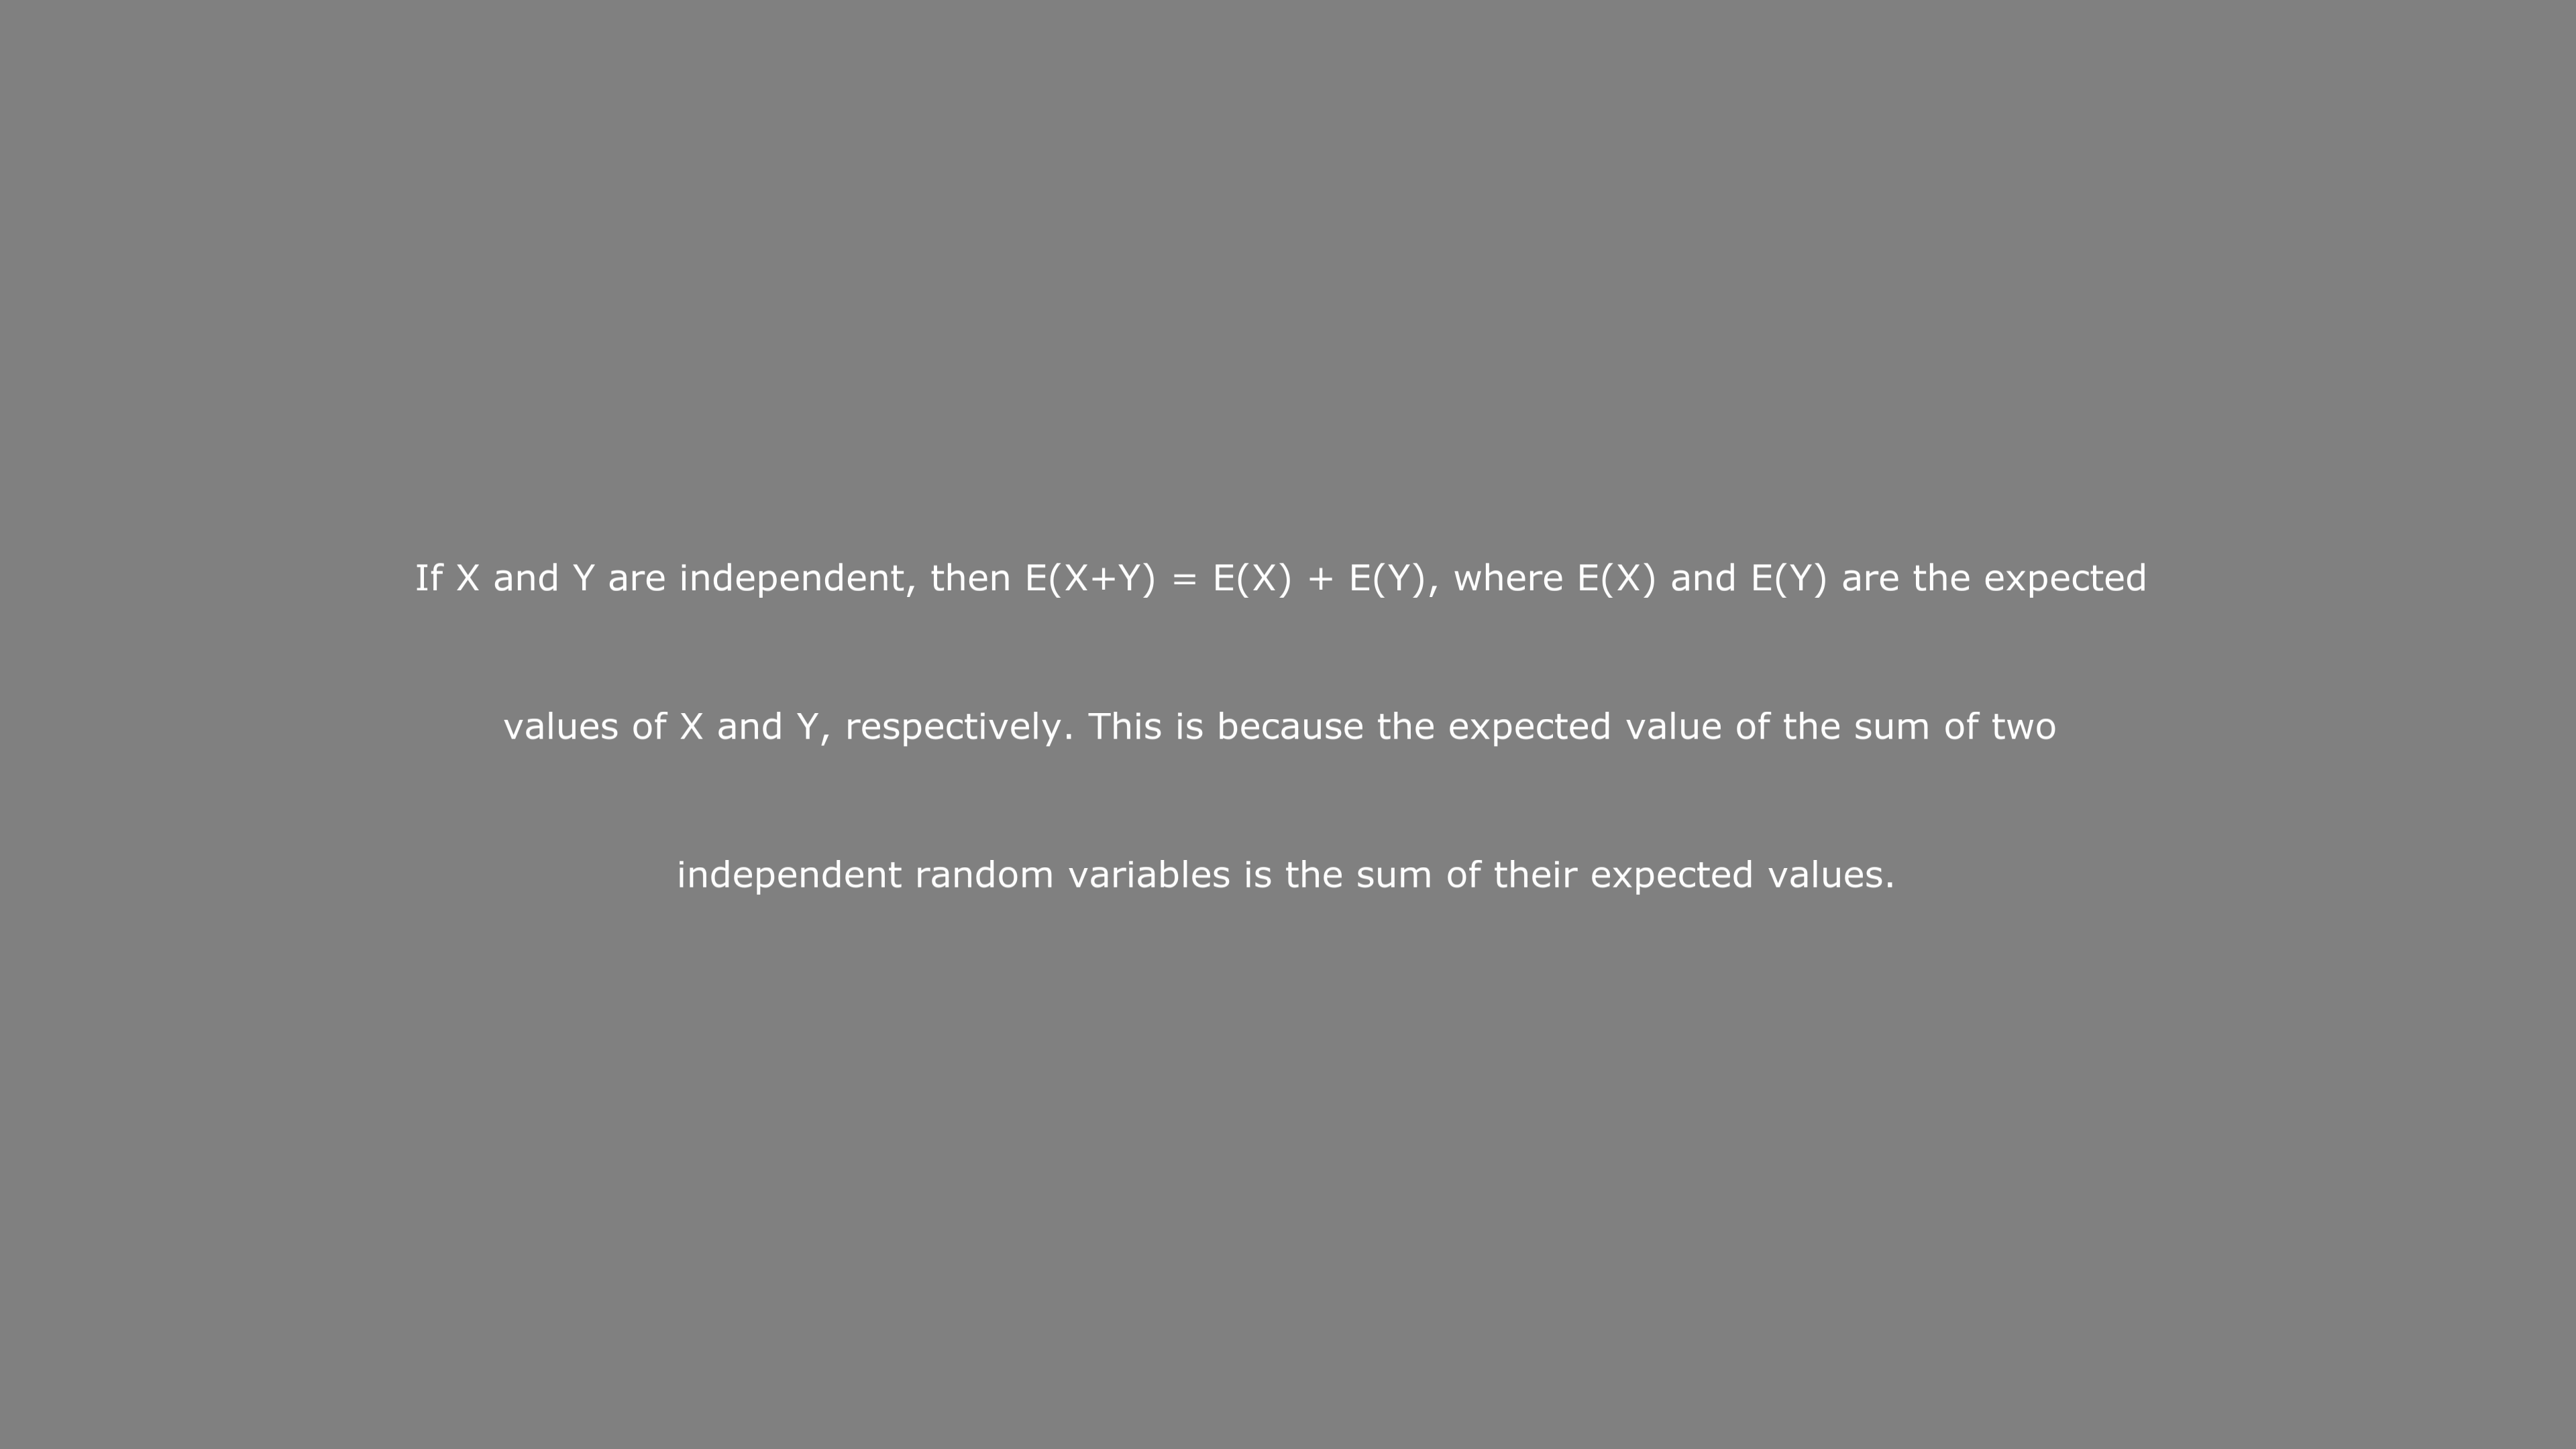 If X and Y are independent, then E(X+Y) = E(X) + E(Y), where E(X) and E(Y) are the expected
values of X and Y, respectively. This is because the expected value of the sum of two
independent random variables is the sum of their expected values.